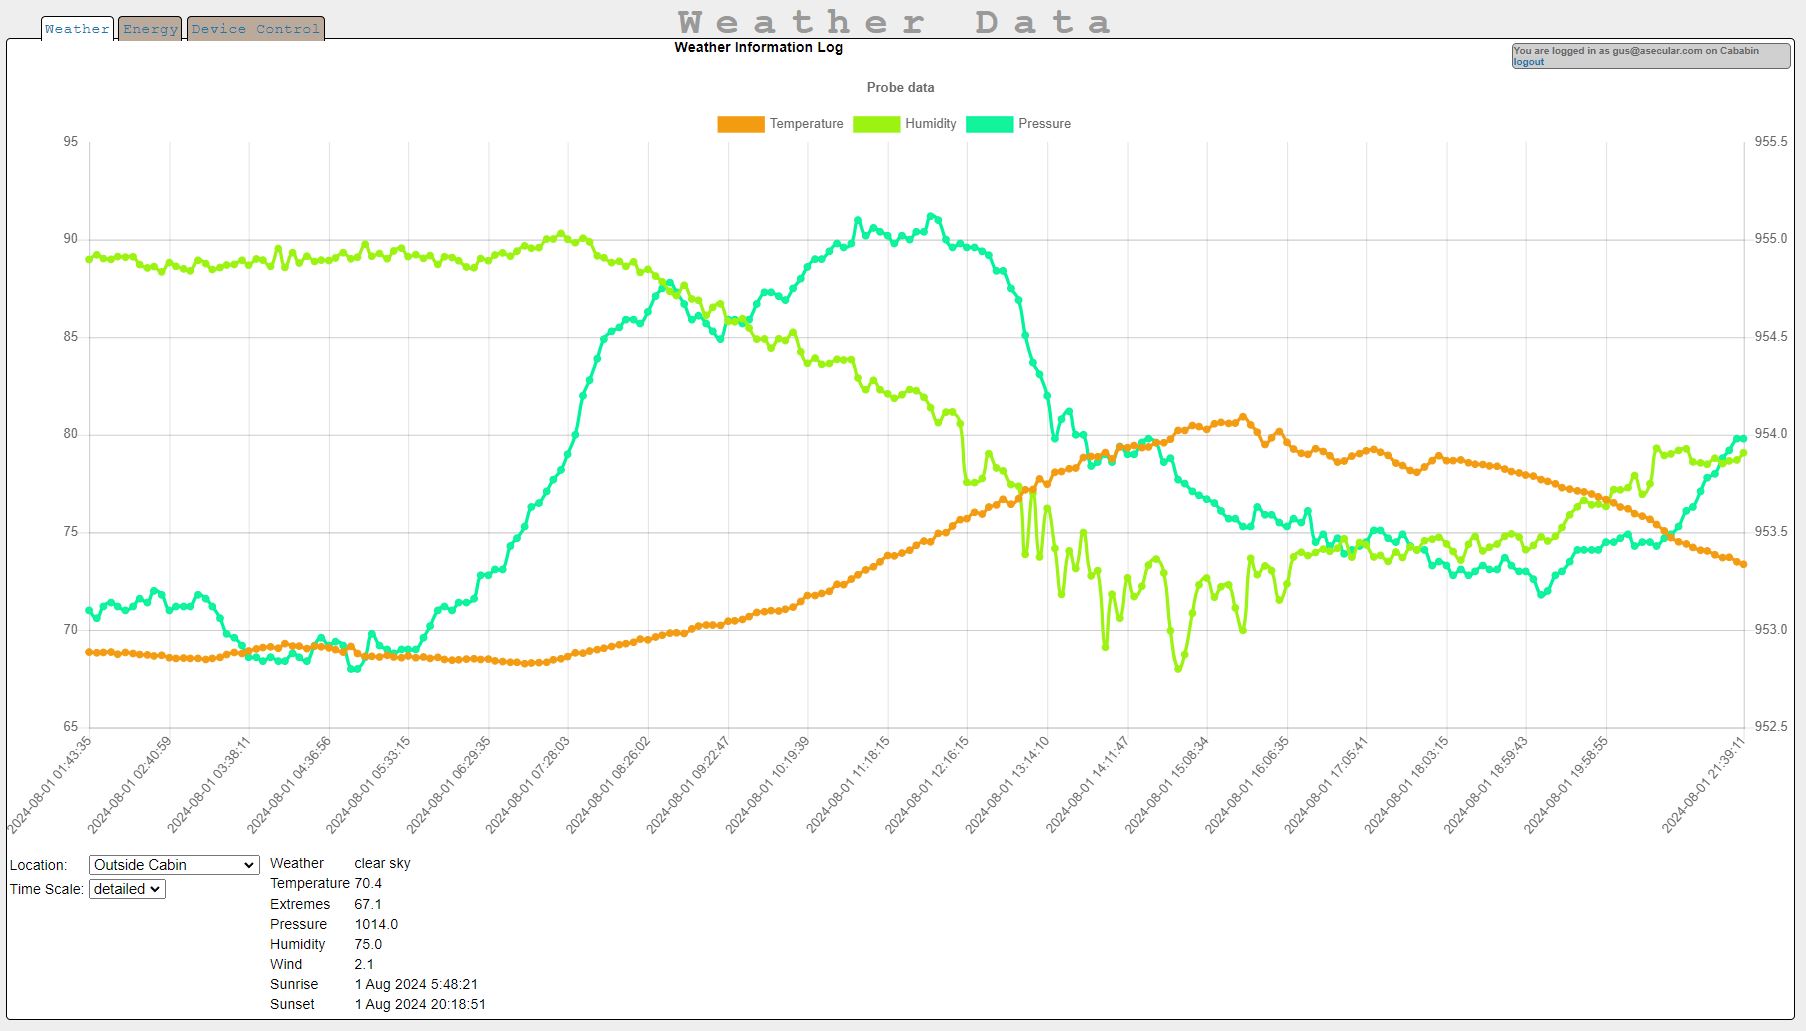 Weather Data
Weather Energy Device Control
Weather Information Log
You are logged in as gus@asecular.com on Cababin
logout
Probe data
Temperature Humidity Pressure
95 955.5
90 955.0
85 954.5
80 954.0
75 953.5
70 953.0
65 952.5
2024-08-01 01:43:35
2024-08-01 02:40:59
2024-08-01 03:38:11
2024-08-01 04:36:56
2024-08-01 05:33:15
2024-08-01 06:29:35
2024-08-01 07:28:03
2024-08-01 08:26:02
2024-08-01 09:22:47
2024-08-01 10:19:39
2024-08-01 11:18:15
2024-08-01 12:16:15
2024-08-01 13:14:10
2024-08-01 14:11:47
2024-08-01 15:08:34
2024-08-01 16:06:35
2024-08-01 17:05:41
2024-08-01 18:03:15
2024-08-01 18:59:43
2024-08-01 19:58:55
2024-08-01 21:39:11
Location: Outside Cabin
Time Scale: detailed
Weather clear sky
Temperature 70.4
Extremes 67.1
Pressure 1014.0
Humidity 75.0
Wind 2.1
Sunrise 1 Aug 2024 5:48:21
Sunset 1 Aug 2024 20:18:51